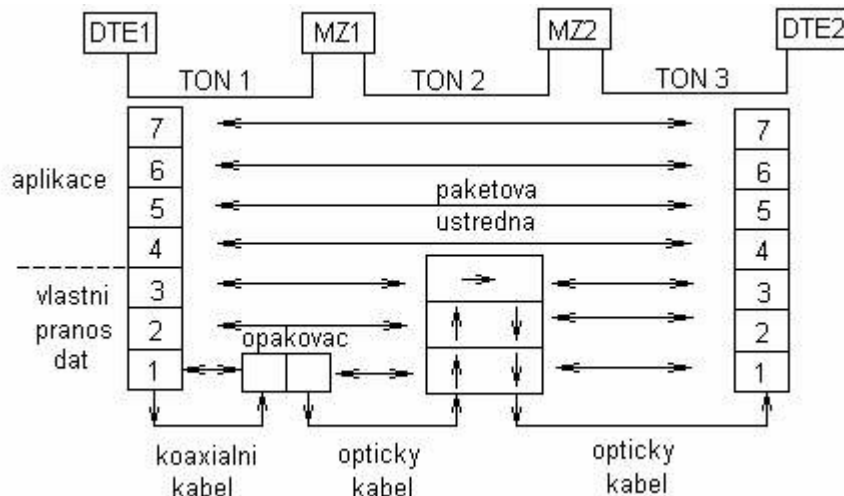 DTE1 MZ1 MZ2 DTE2
TON 1 TON 2 TON 3
7 7
6 6
aplikace
5 paketova 5
ustredna
4 4
3 3
vlastni
pranos
dat
2 2
opakovac
1 1
koaxialni
kabel
opticky
kabel
opticky
kabel